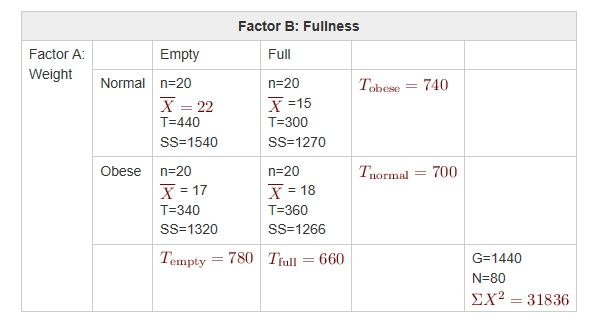 Factor B: Fullness
Factor A: Weight
Empty
Full
Normal
n=20
X̄ = 22
T=440
SS=1540
n=20
X̄ =15
T=300
SS=1270
T_obese = 740
Obese
n=20
X̄ = 17
T=340
SS=1320
n=20
X̄ = 18
T=360
SS=1266
T_normal = 700
T_empty = 780
T_full = 660
G=1440
N=80
ΣX² = 31836